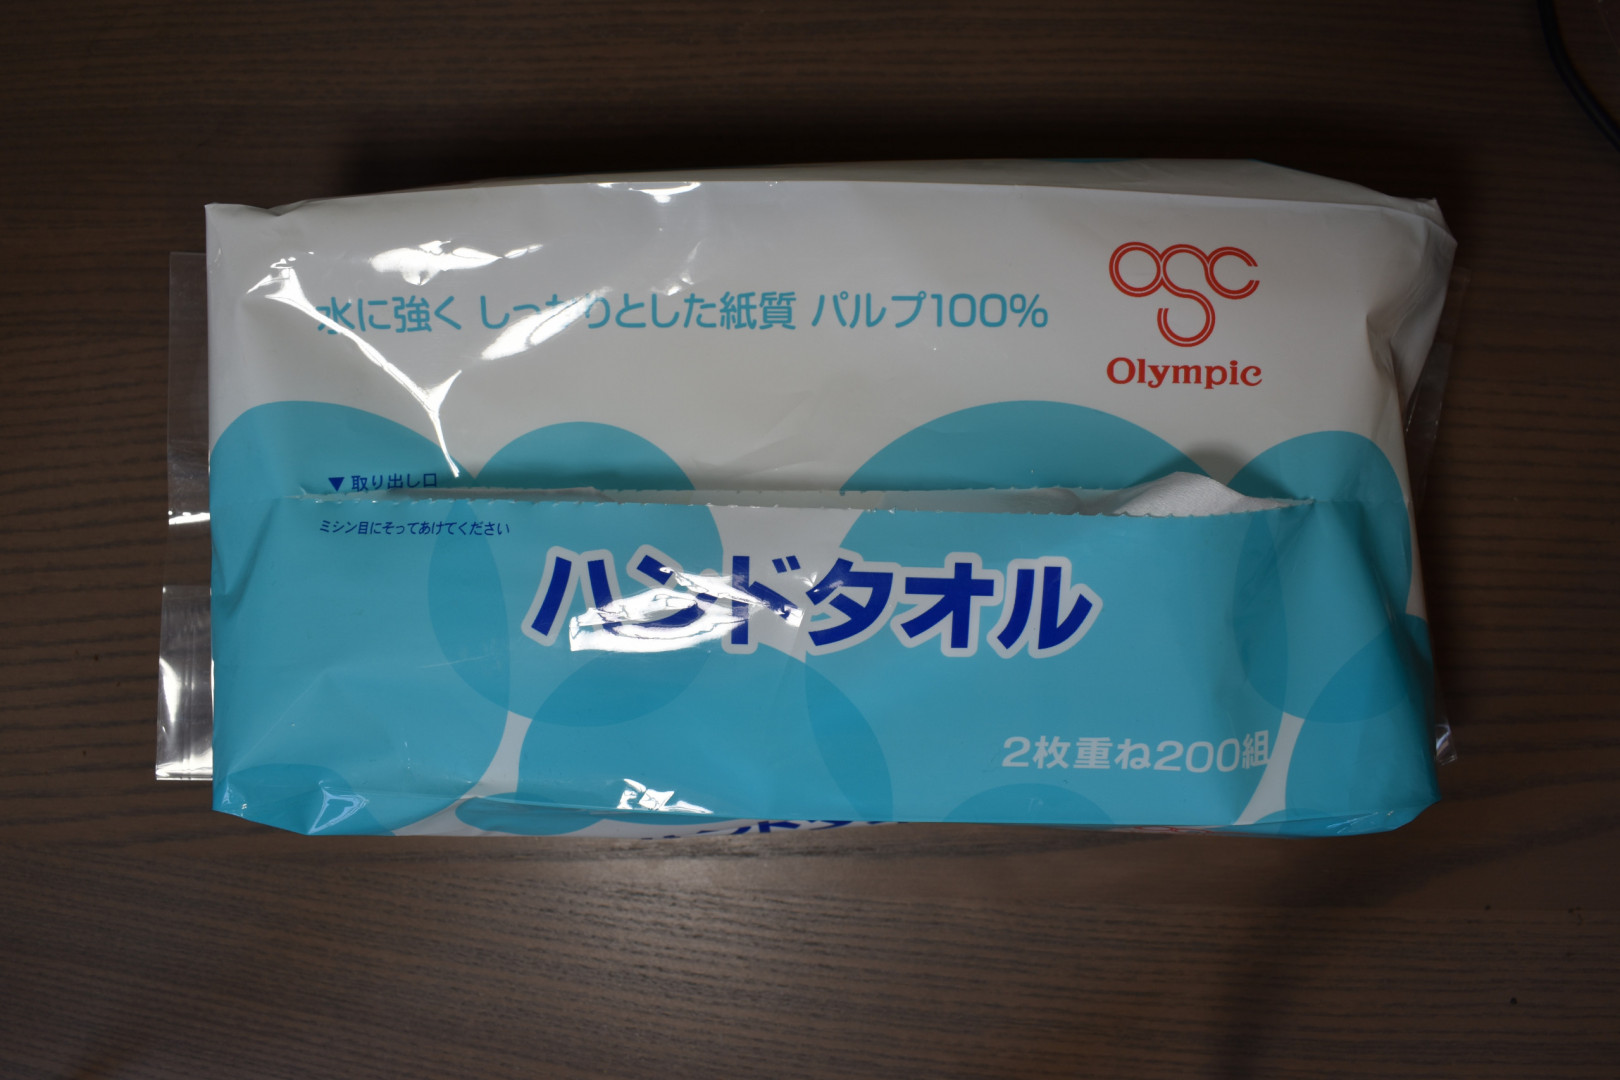 水に強く しっかりとした紙質 パルプ100%
OSC
Olympic
▼取り出し口
ミシン目にそってあけてください
ハンドタオル
2枚重ね200組